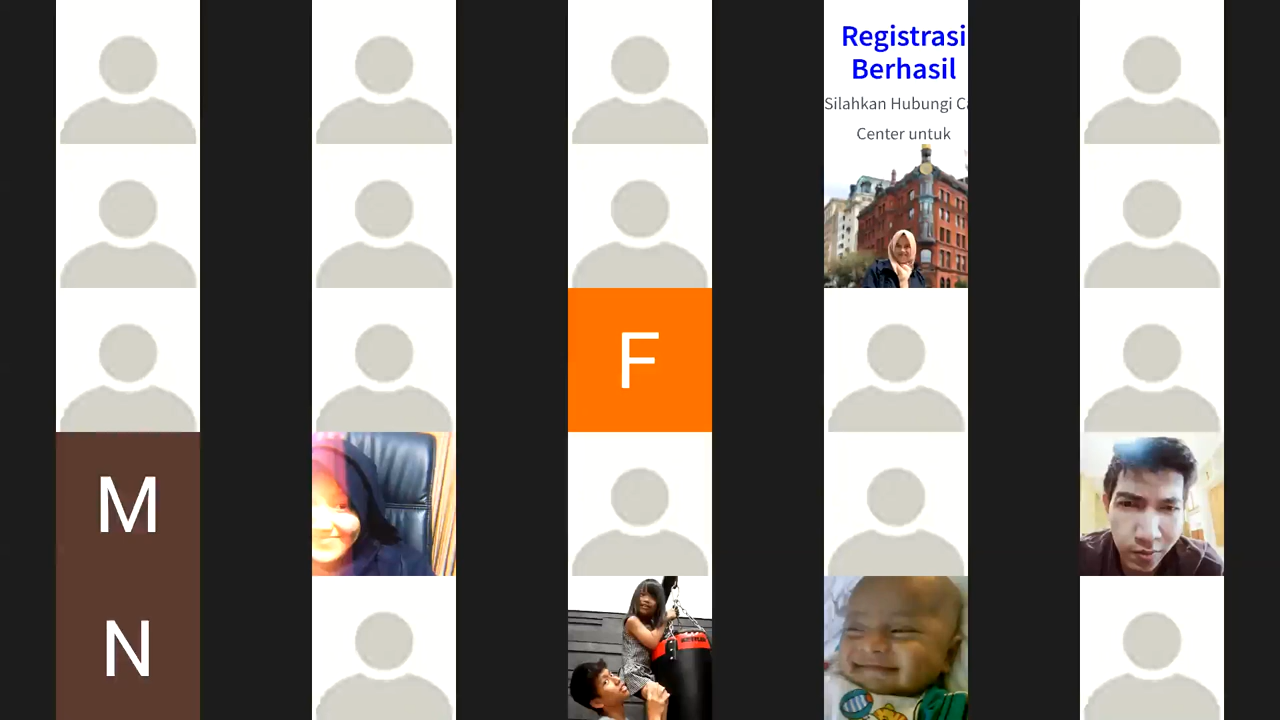 Registrasi
Berhasil
Silahkan Hubungi Ca
Center untuk
F
M
N